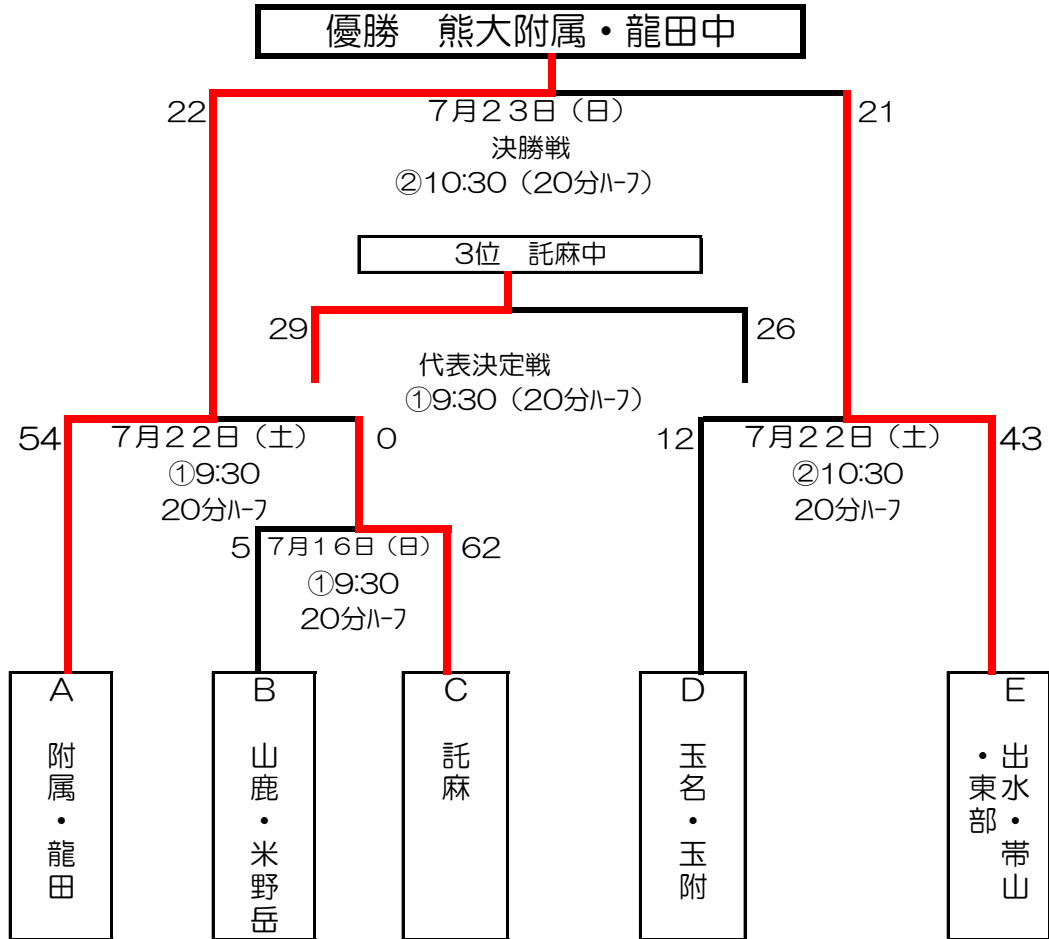 優勝　熊大附属・龍田中
22
７月２３日（日）
21
決勝戦
②10:30（20分ﾊｰﾌ）
3位　託麻中
29
26
代表決定戦
①9:30（20分ﾊｰﾌ）
54
７月２２日（土）
0
12
７月２２日（土）
43
①9:30
20分ﾊｰﾌ
②10:30
20分ﾊｰﾌ
5
７月１６日（日）
62
①9:30
20分ﾊｰﾌ
Ａ
附属・龍田
Ｂ
山鹿・米野岳
Ｃ
託麻
Ｄ
玉名・玉附
Ｅ
出水・帯山
・東部